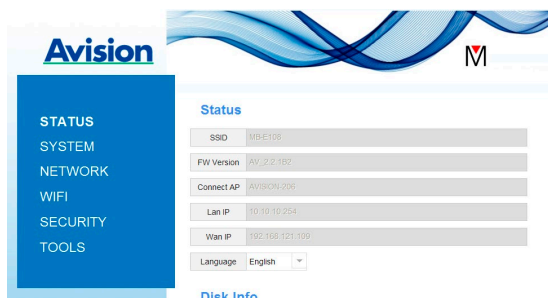 Avision
M
STATUS
SYSTEM
NETWORK
WIFI
SECURITY
TOOLS
Status
SSID MB-E108
FW Version AV_2.2.1B2
Connect AP AVISION-206
Lan IP 10.10.10.254
Wan IP 192.168.121.109
Language English
Disk Info